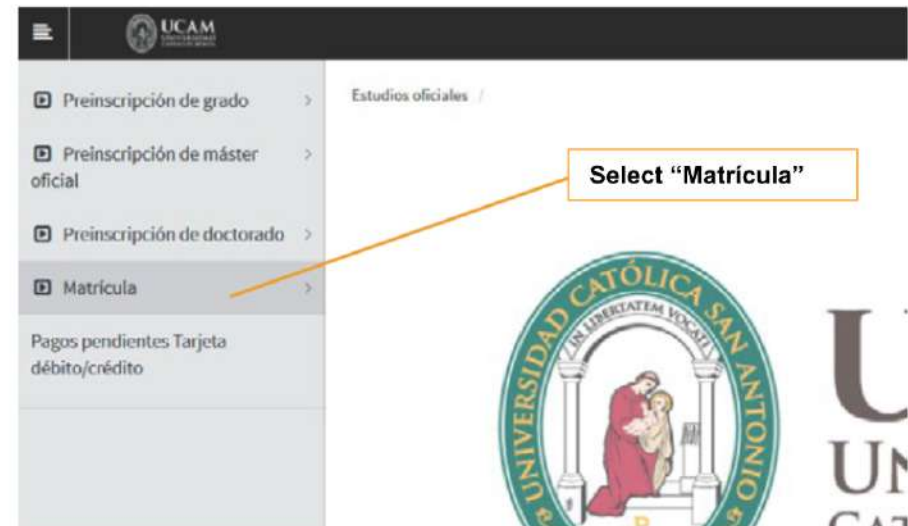 UCAM
Preinscripción de grado
Estudios oficiales /
Preinscripción de máster
oficial
Select “Matrícula”
Preinscripción de doctorado
Matrícula
Pagos pendientes Tarjeta
débito/crédito
UNIVERSIDAD CATÓLICA SAN ANTONIO
IN LIBERTATEM VOCATI
U
UN
CAT